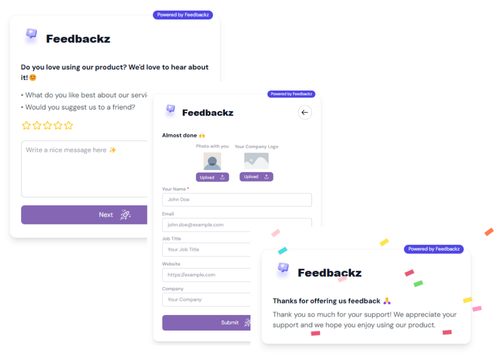 Powered by Feedbackz
Feedbackz
Do you love using our product? We'd love to hear about
it!😊
• What do you like best about our servi
• Would you suggest us to a friend?
Write a nice message here ✨
Next
Powered by Feedbackz
Feedbackz
Almost done 🙌
Photo with you
Your Company Logo
Upload
Upload
Your Name *
John Doe
Email
john.doe@example.com
Job Title
Your Job Title
Website
https://example.com
Company
Your Company
Submit
Powered by Feedbackz
Feedbackz
Thanks for offering us feedback 🙏
Thank you so much for your support! We appreciate your
support and we hope you enjoy using our product.